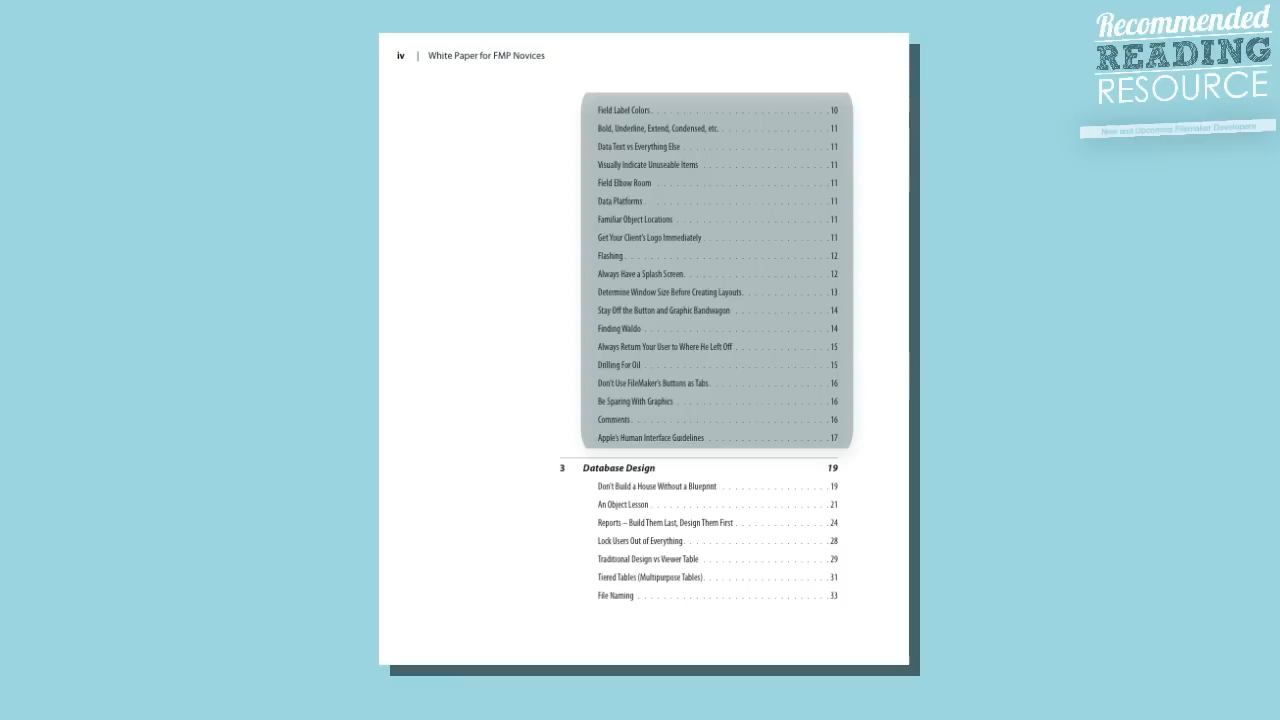 iv | White Paper for FMP Novices
Recommended
READING
RESOURCE
New and Upcoming Filemaker Developers
Field Label Colors . . . . . . . . . . . . . . . . . . . . 10
Bold, Underline, Extend, Condensed, etc. . . . . . . . . . . . . . . . . . . . . 11
Data Text vs Everything Else . . . . . . . . . . . . . . . . . . . . 11
Visually Indicate Unuseable Items . . . . . . . . . . . . . . . . . . . . 11
Field Elbow Room . . . . . . . . . . . . . . . . . . . . 11
Data Platforms . . . . . . . . . . . . . . . . . . . . 11
Familiar Object Locations . . . . . . . . . . . . . . . . . . . . 11
Get Your Client's Logo Immediately . . . . . . . . . . . . . . . . . . . . 11
Flashing . . . . . . . . . . . . . . . . . . . . 12
Always Have a Splash Screen . . . . . . . . . . . . . . . . . . . . 12
Determine Window Size Before Creating Layouts . . . . . . . . . . . . 13
Stay Off the Button and Graphic Bandwagon . . . . . . . . . . . . . 14
Finding Waldo . . . . . . . . . . . . . . . . . . . . 14
Always Return Your User to Where He Left Off . . . . . . . . . . . . . 15
Drilling For Oil . . . . . . . . . . . . . . . . . . . . 15
Don't Use FileMaker's Buttons as Tabs . . . . . . . . . . . . . . . . 16
Be Sparing With Graphics . . . . . . . . . . . . . . . . . . . . 16
Comments . . . . . . . . . . . . . . . . . . . . 16
Apple's Human Interface Guidelines . . . . . . . . . . . . . . . . 17
3 Database Design 19
Don't Build a House Without a Blueprint . . . . . . . . . . . . . . . 19
An Object Lesson . . . . . . . . . . . . . . . . . . . . 21
Reports – Build Them Last, Design Them First . . . . . . . . . . . . . 24
Lock Users Out of Everything . . . . . . . . . . . . . . . . . . . 28
Traditional Design vs Viewer Table . . . . . . . . . . . . . . . . . 29
Tiered Tables (Multipurpose Tables) . . . . . . . . . . . . . . . . 31
File Naming . . . . . . . . . . . . . . . . . . . . 33